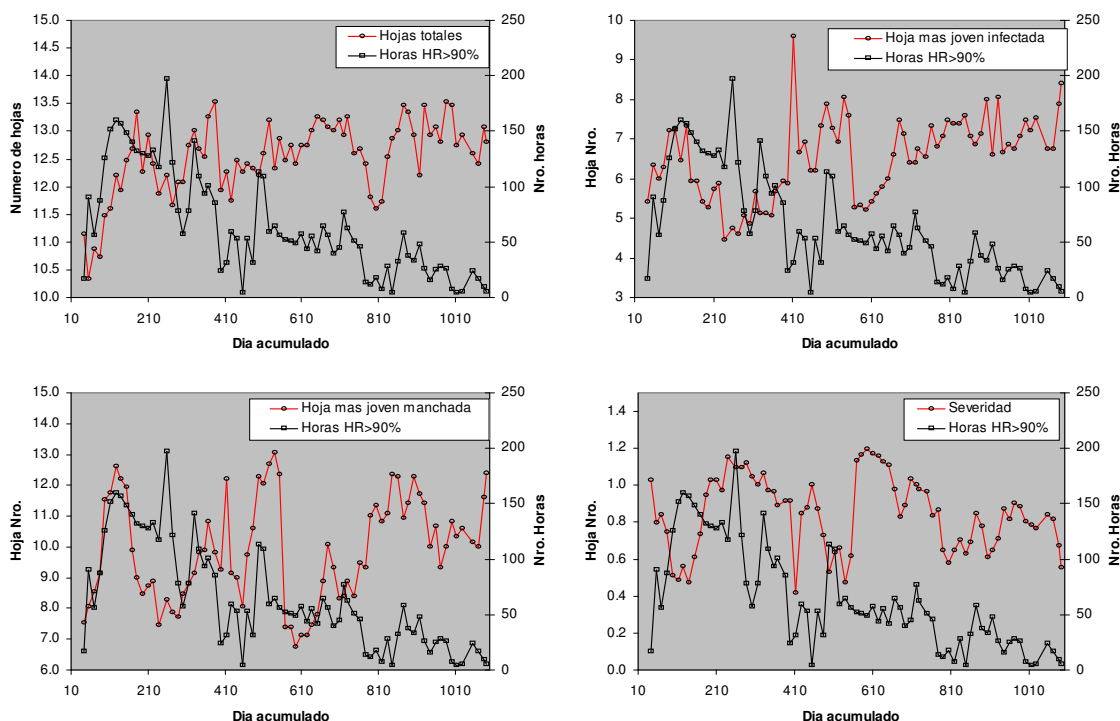 Hojas totales
Horas HR>90%
15.0
14.5
14.0
13.5
13.0
12.5
12.0
11.5
11.0
10.5
10.0
Numero de hojas
250
200
150
100
50
0
Nro. horas
10 210 410 610 810 1010
Dia acumulado
Hoja mas joven infectada
Horas HR>90%
10
9
8
7
6
5
4
3
Hoja Nro.
250
200
150
100
50
0
Nro. horas
10 210 410 610 810 1010
Dia acumulado
Hoja mas joven manchada
Horas HR>90%
15.0
14.0
13.0
12.0
11.0
10.0
9.0
8.0
7.0
6.0
Hoja Nro.
250
200
150
100
50
0
Nro. Horas
10 210 410 610 810 1010
Dia acumulado
Severidad
Horas HR>90%
1.4
1.2
1.0
0.8
0.6
0.4
0.2
0.0
Hoja Nro.
250
200
150
100
50
0
Nro. Horas
10 210 410 610 810 1010
Dia acumulado